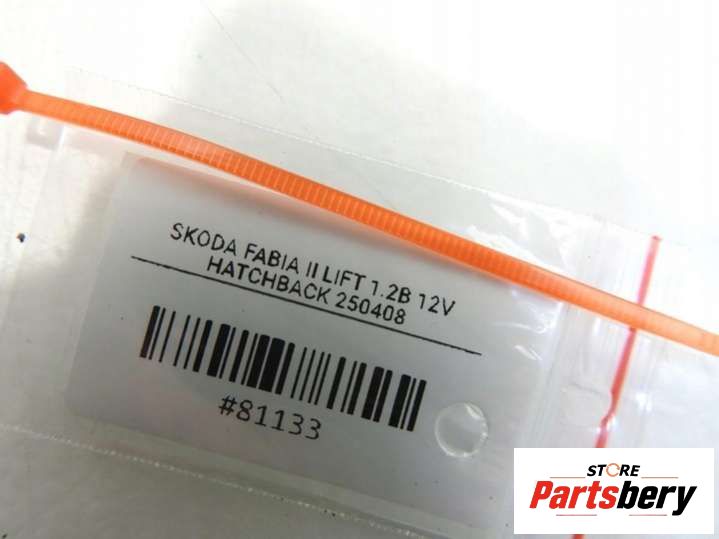 SKODA FABIA II LIFT 1.2B 12V
HATCHBACK 250408
#81133
STORE
Partsbery